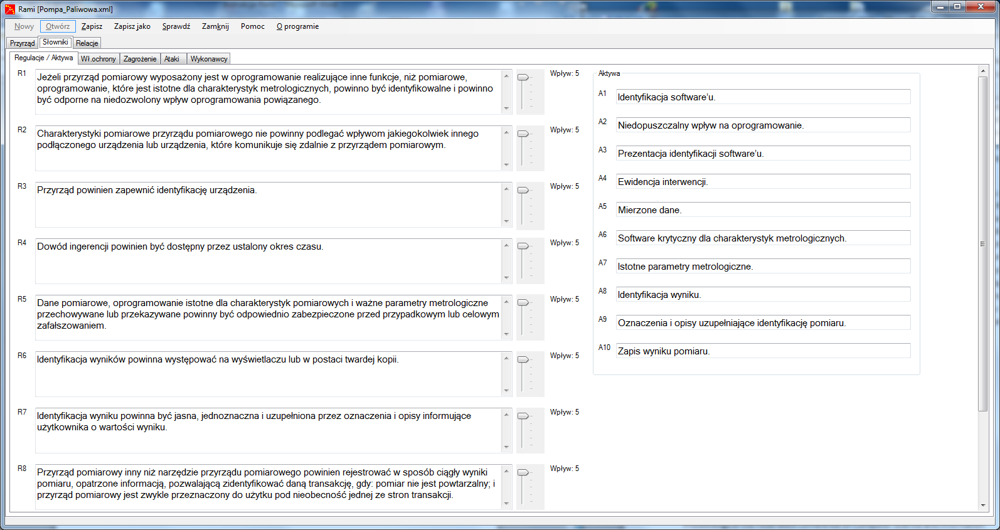 Rami [Pompa_Paliwowa.xml]
Nowy Otwórz Zapisz Zapisz jako Sprawdź Zamknij Pomoc O programie
Przyrząd Słowniki Relacje
Regulacje / Aktywa Wł.ochrony Zagrożenie Ataki Wykonawcy
R1
Jeżeli przyrząd pomiarowy wyposażony jest w oprogramowanie realizujące inne funkcje, niż pomiarowe,
oprogramowanie, które jest istotne dla charakterystyk metrologicznych, powinno być identyfikowalne i powinno
być odporne na niedozwolony wpływ oprogramowania powiązanego.
Wpływ: 5
R2
Charakterystyki pomiarowe przyrządu pomiarowego nie powinny podlegać wpływom jakiegokolwiek innego
podłączonego urządzenia lub urządzenia, które komunikuje się zdalnie z przyrządem pomiarowym.
Wpływ: 5
R3
Przyrząd powinien zapewnić identyfikację urządzenia.
Wpływ: 5
R4
Dowód ingerencji powinien być dostępny przez ustalony okres czasu.
Wpływ: 5
R5
Dane pomiarowe, oprogramowanie istotne dla charakterystyk pomiarowych i ważne parametry metrologiczne
przechowywane lub przekazywane powinny być odpowiednio zabezpieczone przed przypadkowym lub celowym
zafałszowaniem.
Wpływ: 5
R6
Identyfikacja wyników powinna występować na wyświetlaczu lub w postaci twardej kopii.
Wpływ: 5
R7
Identyfikacja wyniku powinna być jasna, jednoznaczna i uzupełniona przez oznaczenia i opisy informujące
użytkownika o wartości wyniku.
Wpływ: 5
R8
Przyrząd pomiarowy inny niż narzędzie przyrządu pomiarowego powinien rejestrować w sposób ciągły wyniki
pomiaru, opatrzone informacją, pozwalającą zidentyfikować daną transakcję, gdy: pomiar nie jest powtarzalny; i
przyrząd pomiarowy jest zwykle przeznaczony do użytku pod nieobecność jednej ze stron transakcji.
Wpływ: 5
Aktywa
A1 Identyfikacja software'u.
A2 Niedopuszczalny wpływ na oprogramowanie.
A3 Prezentacja identyfikacji software'u.
A4 Ewidencja interwencji.
A5 Mierzone dane.
A6 Software krytyczny dla charakterystyk metrologicznych.
A7 Istotne parametry metrologiczne.
A8 Identyfikacja wyniku.
A9 Oznaczenia i opisy uzupełniające identyfikację pomiaru.
A10 Zapis wyniku pomiaru.